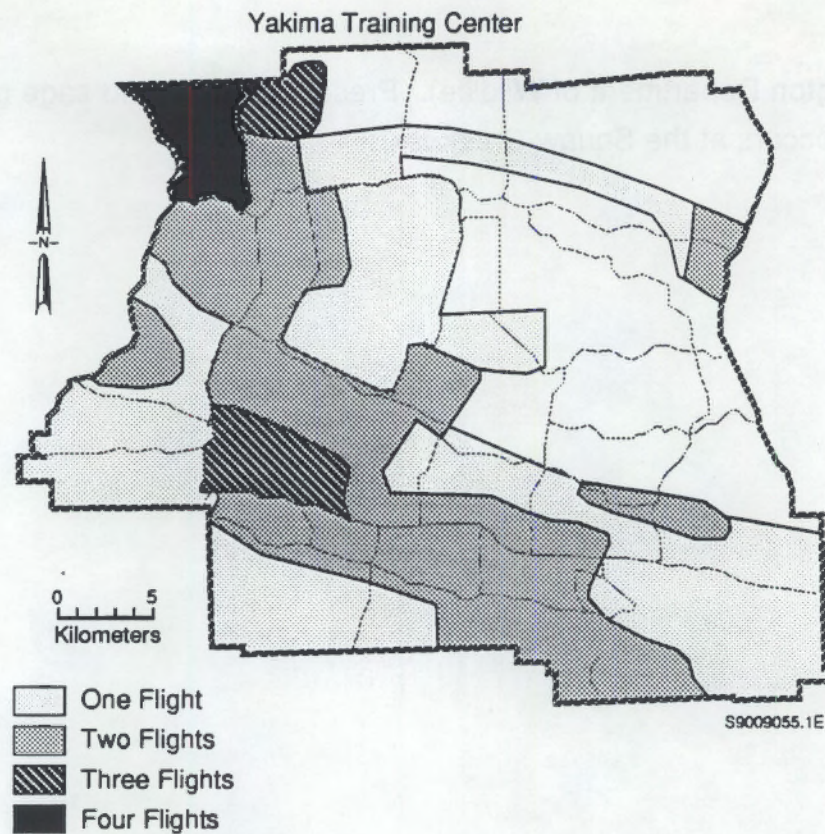 Yakima Training Center
N
0 5
Kilometers
S9009055.1E
One Flight
Two Flights
Three Flights
Four Flights